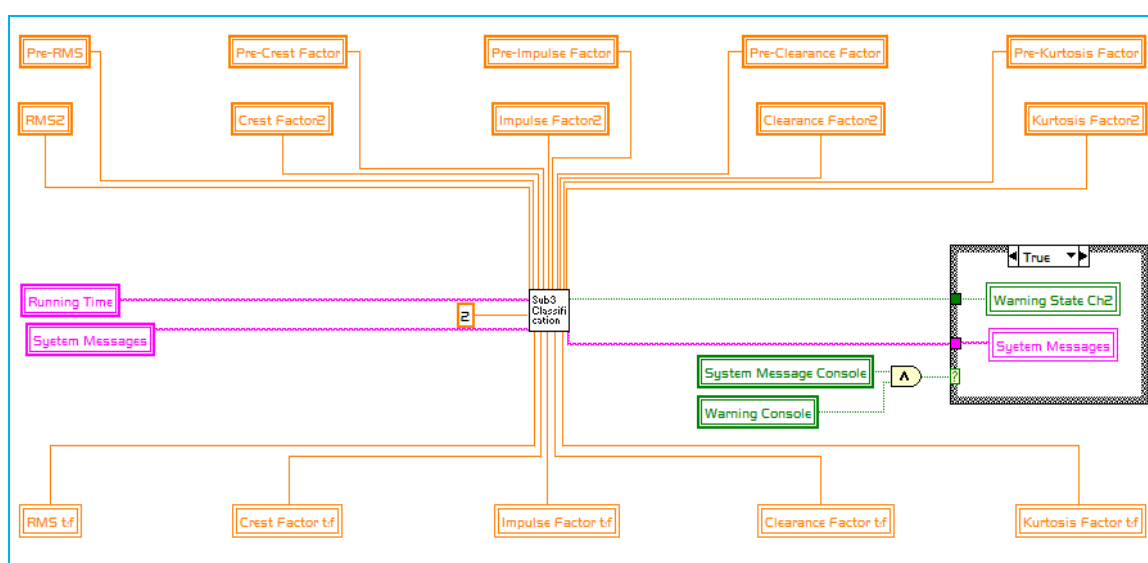 Pre-RMS
Pre-Crest Factor
Pre-Impulse Factor
Pre-Clearance Factor
Pre-Kurtosis Factor
RMS2
Crest Factor2
Impulse Factor2
Clearance Factor2
Kurtosis Factor2
True
Running Time
2
Sub3
Classifi
cation
Warning State Ch2
Syetem Messages
Syetem Messages
System Message Console
∧
?
Warning Console
RMS t:f
Crest Factor t:f
Impulse Factor t:f
Clearance Factor t:f
Kurtosis Factor t:f